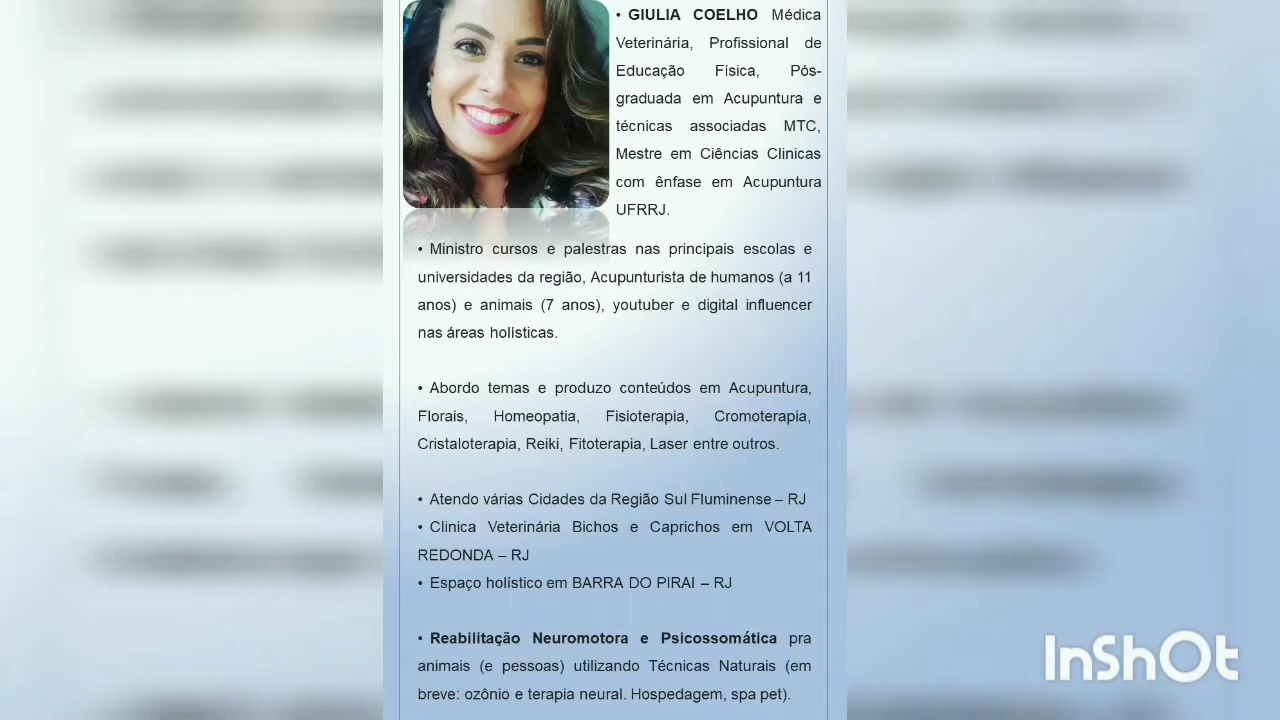 • GIULIA COELHO Médica
Veterinária, Profissional de
Educação Física, Pós-
graduada em Acupuntura e
técnicas associadas MTC,
Mestre em Ciências Clinicas
com ênfase em Acupuntura
UFRRJ.
• Ministro cursos e palestras nas principais escolas e
universidades da região, Acupunturista de humanos (a 11
anos) e animais (7 anos), youtuber e digital influencer
nas áreas holísticas.
• Abordo temas e produzo conteúdos em Acupuntura,
Florais, Homeopatia, Fisioterapia, Cromoterapia,
Cristaloterapia, Reiki, Fitoterapia, Laser entre outros.
• Atendo várias Cidades da Região Sul Fluminense – RJ
• Clinica Veterinária Bichos e Caprichos em VOLTA
REDONDA – RJ
• Espaço holístico em BARRA DO PIRAI – RJ
• Reabilitação Neuromotora e Psicossomática pra
animais (e pessoas) utilizando Técnicas Naturais (em
breve: ozônio e terapia neural. Hospedagem, spa pet).
InShOt